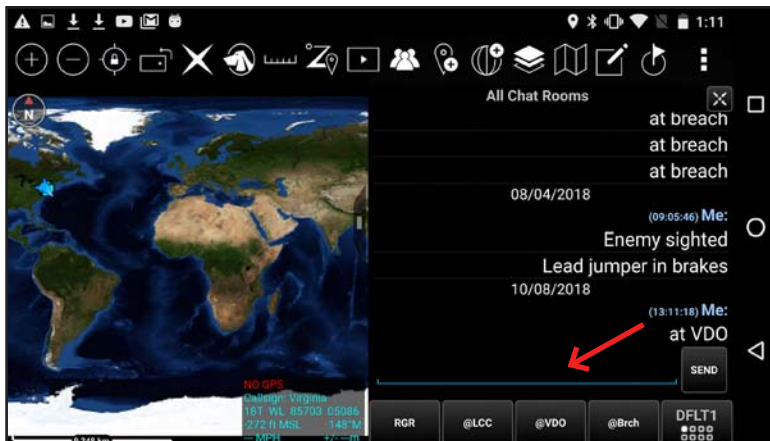 1:11
N
All Chat Rooms
at breach
at breach
at breach
08/04/2018
(09:05:46) Me:
Enemy sighted
Lead jumper in brakes
10/08/2018
(13:11:18) Me:
at VDO
SEND
NO GPS
Callsign: Virginia
18T WL 85703 05086
-272 ft MSL 148°M
--- MPH +/- ---m
RGR
@LCC
@VDO
@Brch
DFLT1